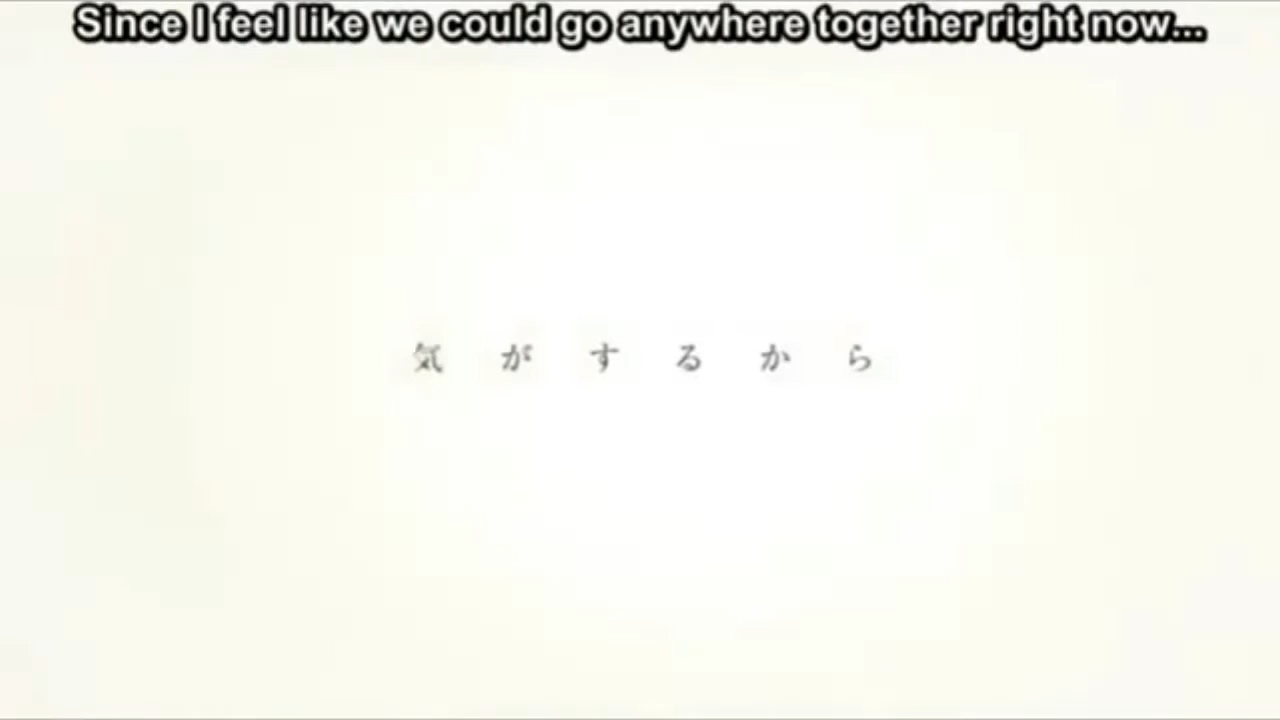 Since I feel like we could go anywhere together right now...
気がするから